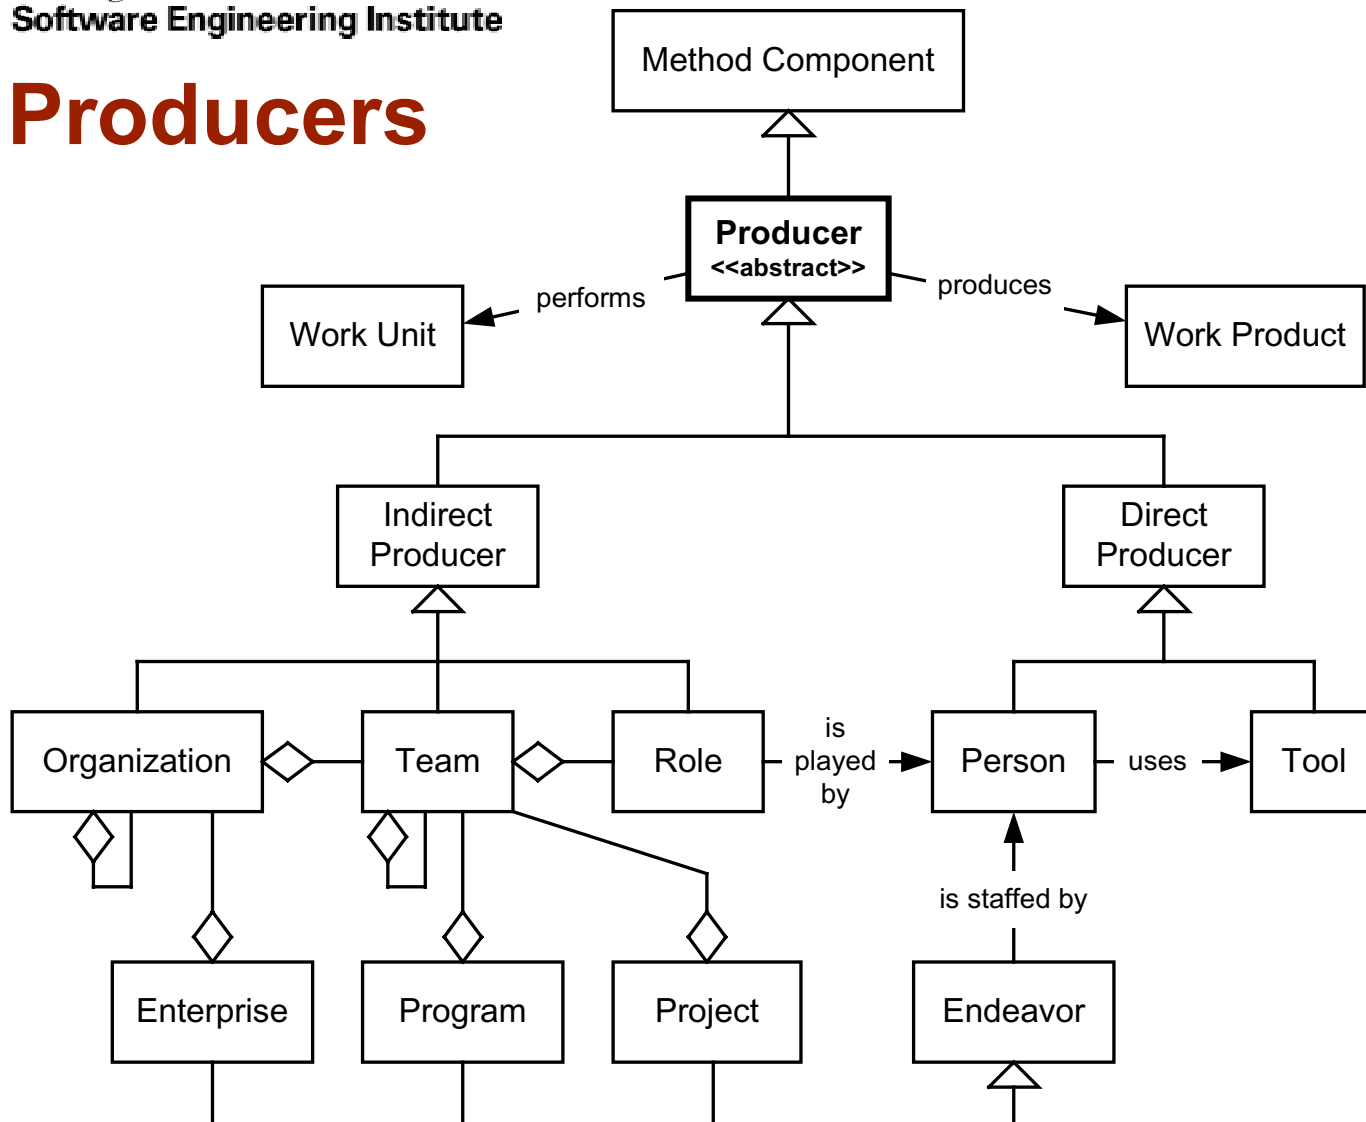 Software Engineering Institute
Producers
Method Component
Producer
<<abstract>>
performs
produces
Work Unit
Work Product
Indirect
Producer
Direct
Producer
Organization
Team
Role
is
played
by
Person
uses
Tool
is staffed by
Enterprise
Program
Project
Endeavor